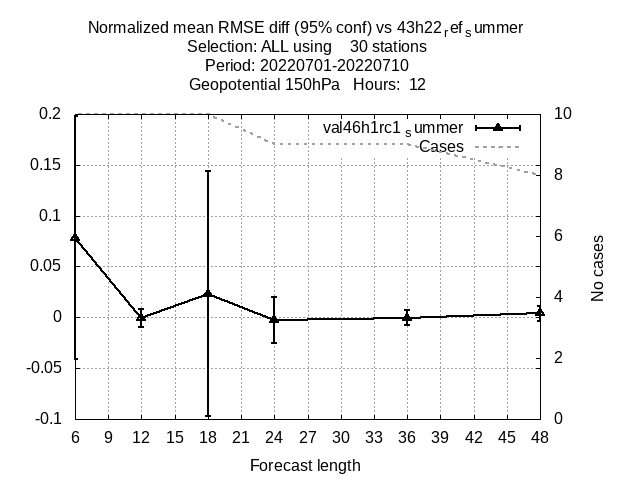 Normalized mean RMSE diff (95% conf) vs 43h22refsummer
Selection: ALL using 30 stations
Period: 20220701-20220710
Geopotential 150hPa Hours: 12
val46h1rc1summer
Cases
0.2
0.15
0.1
0.05
0
-0.05
-0.1
10
8
6
4
2
0
No cases
6 9 12 15 18 21 24 27 30 33 36 39 42 45 48
Forecast length